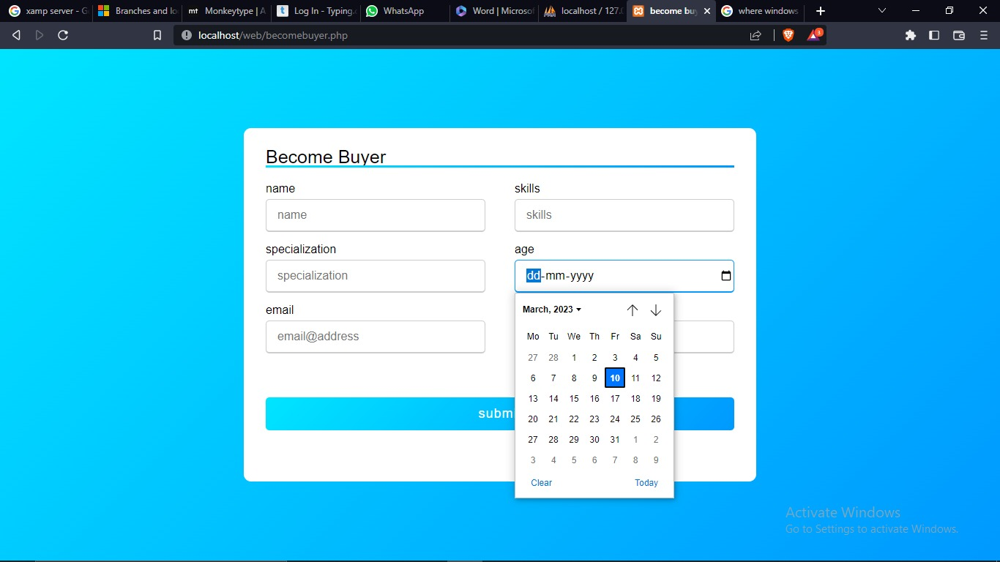 xamp server - G
Branches and lo
Monkeytype | A
Log In - Typing.c
WhatsApp
Word | Microsof
localhost / 127.0
become buy
where windows
localhost/web/becomebuyer.php
3
Become Buyer
name
skills
name
skills
specialization
age
specialization
dd-mm-yyyy
email
email@address
March, 2023
Mo Tu We Th Fr Sa Su
27 28 1 2 3 4 5
6 7 8 9 10 11 12
13 14 15 16 17 18 19
20 21 22 23 24 25 26
27 28 29 30 31 1 2
3 4 5 6 7 8 9
Clear
Today
subm
Activate Windows
Go to Settings to activate Windows.